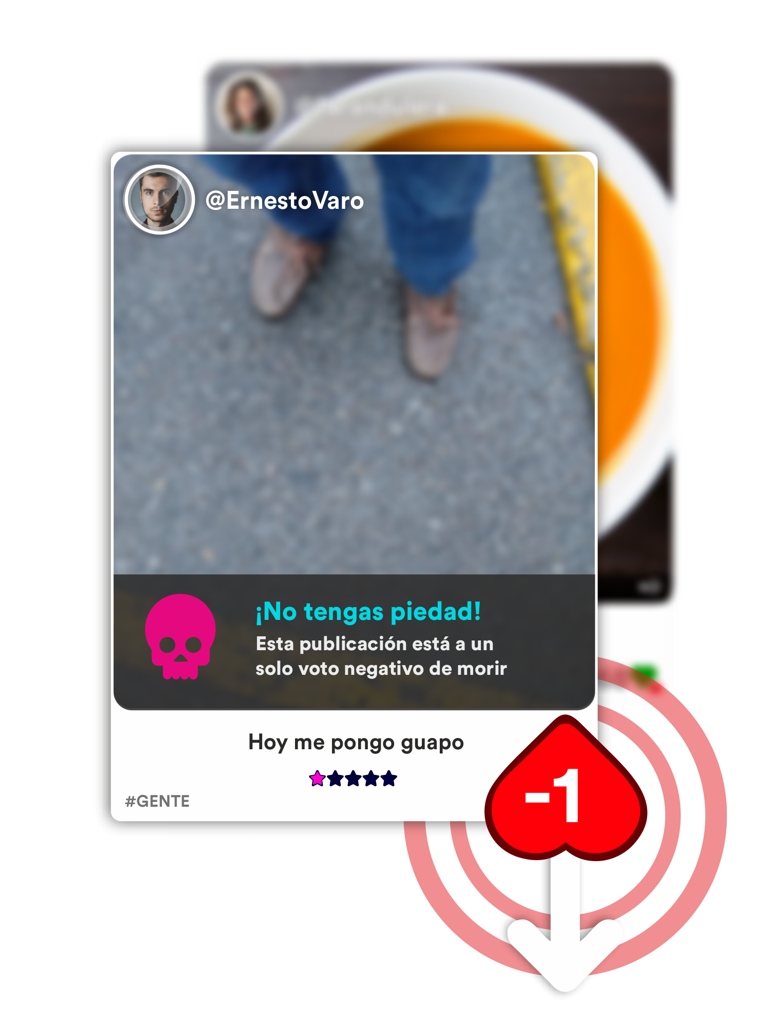 @ErnestoVaro
¡No tengas piedad!
Esta publicación está a un
solo voto negativo de morir
Hoy me pongo guapo
#GENTE
-1